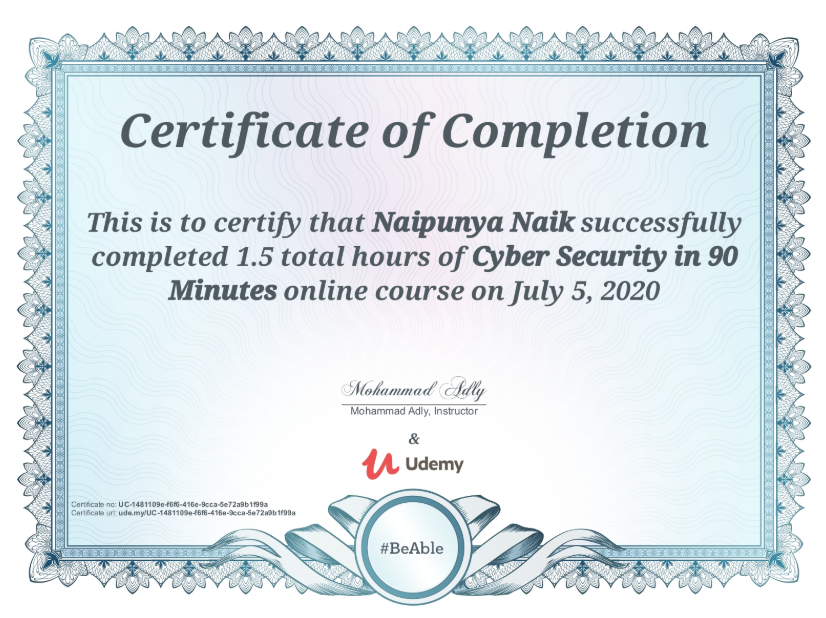 Certificate of Completion
This is to certify that Naipunya Naik successfully
completed 1.5 total hours of Cyber Security in 90
Minutes online course on July 5, 2020
Mohammad Adly
Mohammad Adly, Instructor
&
Udemy
Certificate no: UC-1481109e-f6f6-416e-9cca-5e72a9b1f99a
Certificate url: ude.my/UC-1481109e-f6f6-416e-9cca-5e72a9b1f99a
#BeAble